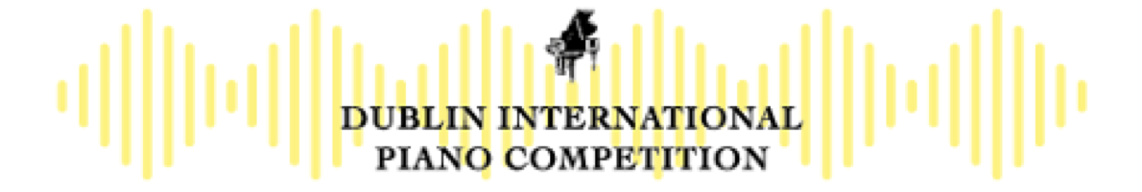 DUBLIN INTERNATIONAL
PIANO COMPETITION